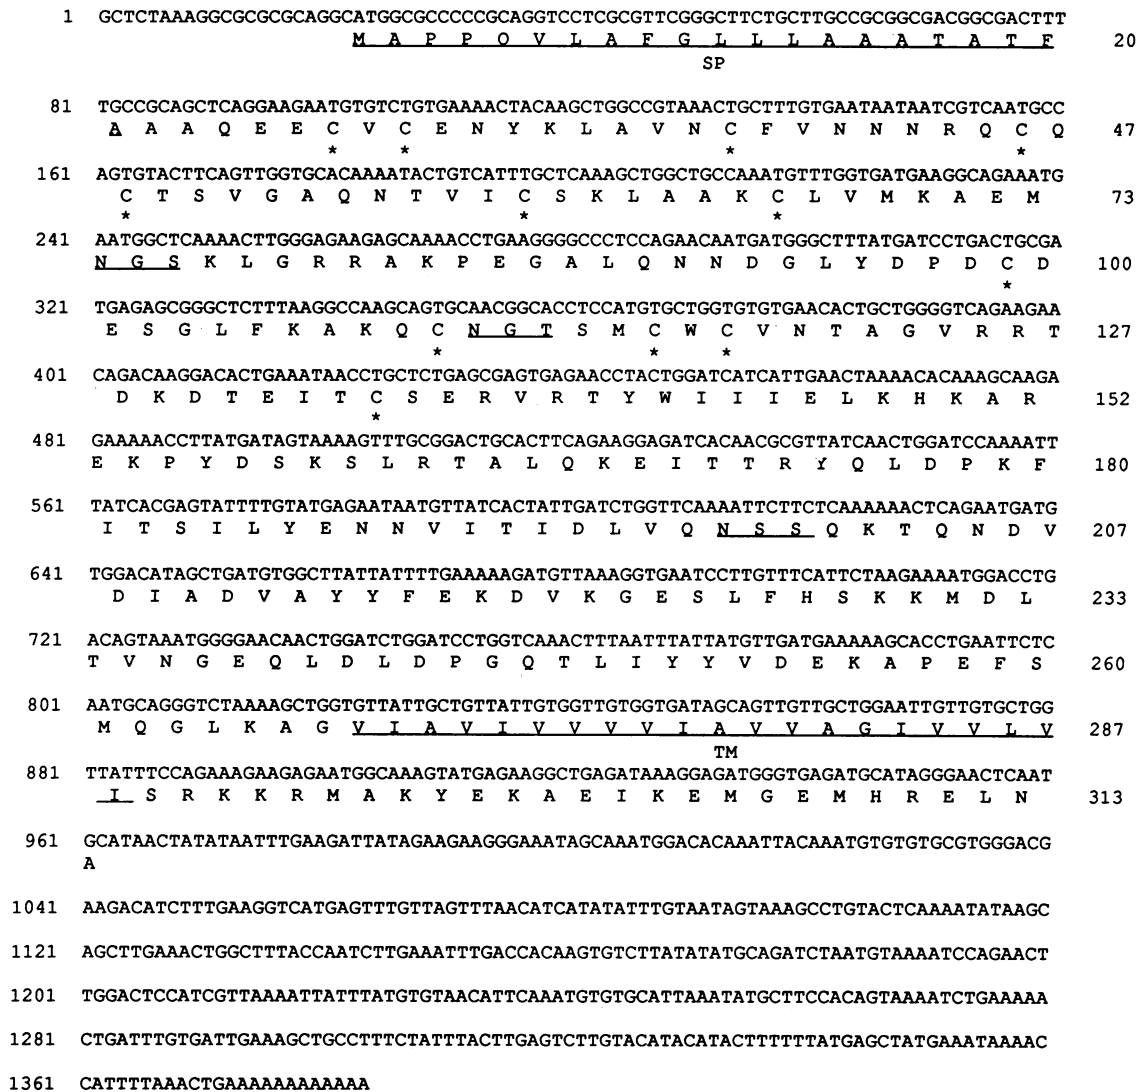 1 GCTCTAAAGGCGCGCGCAGGCATGGCGCCCCCGCAGGTCCTCGCGTTCGGGCTTCTGCTTGCCGCGGCGACGGCGACTTT
M A P P Q V L A F G L L L A A A T A T F 20
SP
81 TGCCGCAGCTCAGGAAGAATGTGTCTGTGAAAACTACAAGCTGGCCGTAAACTGCTTTGTGAATAATAATCGTCAATGCC
A A A Q E E C V C E N Y K L A V N C F V N N N R Q C Q 47
* * * *
161 AGTGTACTTCAGTTGGTGCACAAAATACTGTCATTTGCTCAAAGCTGGCTGCCAAATGTTTGGTGATGAAGGCAGAAATG
C T S V G A Q N T V I C S K L A A K C L V M K A E M 73
* * *
241 AATGGCTCAAAACTTGGGAGAAGAGCAAAACCTGAAGGGGCCCTCCAGAACAATGATGGGCTTTATGATCCTGACTGCGA
N G S K L G R R A K P E G A L Q N N D G L Y D P D C D 100
*
321 TGAGAGCGGGCTCTTTAAGGCCAAGCAGTGCAACGGCACCTCCATGTGCTGGTGTGTGAACACTGCTGGGGTCAGAAGAA
E S G L F K A K Q C N G T S M C W C V N T A G V R R T 127
* * *
401 CAGACAAGGACACTGAAATAACCTGCTCTGAGCGAGTGAGAACCTACTGGATCATCATTGAACTAAAACACAAAGCAAGA
D K D T E I T C S E R V R T Y W I I I E L K H K A R 152
*
481 GAAAAACCTTATGATAGTAAAAGTTTGCGGACTGCACTTCAGAAGGAGATCACAACGCGTTATCAACTGGATCCAAAATT
E K P Y D S K S L R T A L Q K E I T T R Y Q L D P K F 180
561 TATCACGAGTATTTTGTATGAGAATAATGTTATCACTATTGATCTGGTTCAAAATTCTTCTCAAAAAACTCAGAATGATG
I T S I L Y E N N V I T I D L V Q N S S Q K T Q N D V 207
641 TGGACATAGCTGATGTGGCTTATTATTTTGAAAAAGATGTTAAAGGTGAATCCTTGTTTCATTCTAAGAAAATGGACCTG
D I A D V A Y Y F E K D V K G E S L F H S K K M D L 233
721 ACAGTAAATGGGGAACAACTGGATCTGGATCCTGGTCAAACTTTAATTTATTATGTTGATGAAAAAGCACCTGAATTCTC
T V N G E Q L D L D P G Q T L I Y Y V D E K A P E F S 260
801 AATGCAGGGTCTAAAAGCTGGTGTTATTGCTGTTATTGTGGTTGTGGTGATAGCAGTTGTTGCTGGAATTGTTGTGCTGG
M Q G L K A G V I A V I V V V V I A V V A G I V V L V 287
TM
881 TTATTTCCAGAAAGAAGAGAATGGCAAAGTATGAGAAGGCTGAGATAAAGGAGATGGGTGAGATGCATAGGGAACTCAAT
I S R K K R M A K Y E K A E I K E M G E M H R E L N 313
961 GCATAACTATATAATTTGAAGATTATAGAAGAAGGGAAATAGCAAATGGACACAAATTACAAATGTGTGTGCGTGGGACG
A
1041 AAGACATCTTTGAAGGTCATGAGTTTGTTAGTTTAACATCATATATTTGTAATAGTAAAGCCTGTACTCAAAATATAAGC
1121 AGCTTGAAACTGGCTTTACCAATCTTGAAATTTGACCACAAGTGTCTTATATATGCAGATCTAATGTAAAATCCAGAACT
1201 TGGACTCCATCGTTAAAATTATTTATGTGTAACATTCAAATGTGTGCATTAAATATGCTTCCACAGTAAAATCTGAAAAA
1281 CTGATTTGTGATTGAAAGCTGCCTTTCTATTTACTTGAGTCTTGTACATACATACTTTTTTATGAGCTATGAAATAAAAC
1361 CATTTTAAACTGAAAAAAAAAAAA